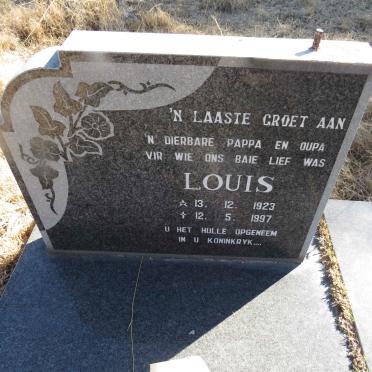 'N LAASTE GROET AAN
'N DIERBARE PAPPA EN OUPA
VIR WIE ONS BAIE LIEF WAS
LOUIS
☆ 13. 12. 1923
✝ 12. 5. 1997
U HET HULLE OPGENEEM
IN U KONINKRYK....